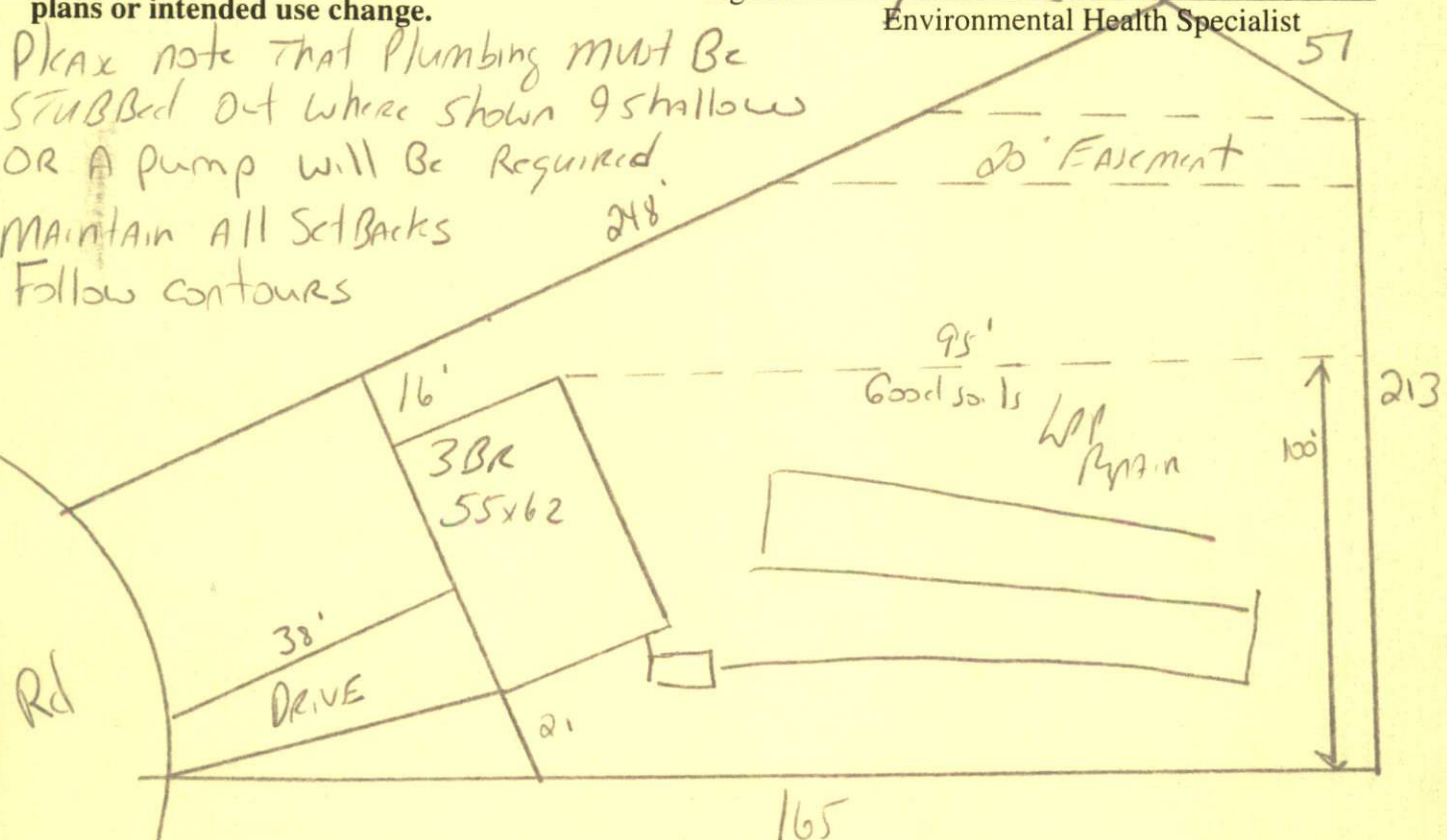 plans or intended use change.
Environmental Health Specialist
Please note That Plumbing must Be
STUBBed Out where shown & shallow
OR A pump will Be Required
MAintAin All SetBAcks
Follow contours
57
20' EAsement
248'
95'
Good soils
213
100'
16'
3BR
55x62
38'
DRiVE
Rd
21
165